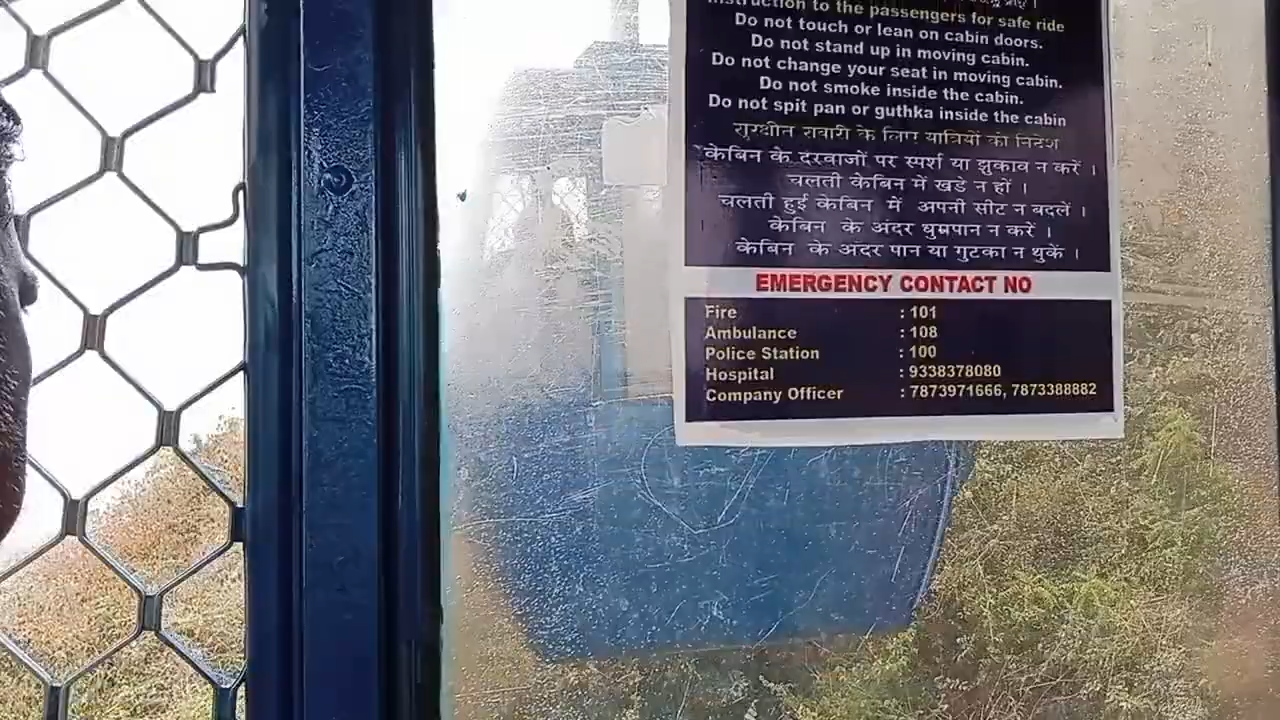 Instruction to the passengers for safe ride
Do not touch or lean on cabin doors.
Do not stand up in moving cabin.
Do not change your seat in moving cabin.
Do not smoke inside the cabin.
Do not spit pan or guthka inside the cabin
सुरक्षीत सवारी के लिए यात्रियों को निर्देश
केबिन के दरवाजों पर स्पर्श या झुकाव न करें ।
चलती केबिन में खडे न हों ।
चलती हुई केबिन में अपनी सीट न बदलें ।
केबिन के अंदर धुम्रपान न करें ।
केबिन के अंदर पान या गुटका न थुकें ।
EMERGENCY CONTACT NO
Fire : 101
Ambulance : 108
Police Station : 100
Hospital : 9338378080
Company Officer : 7873971666, 7873388882